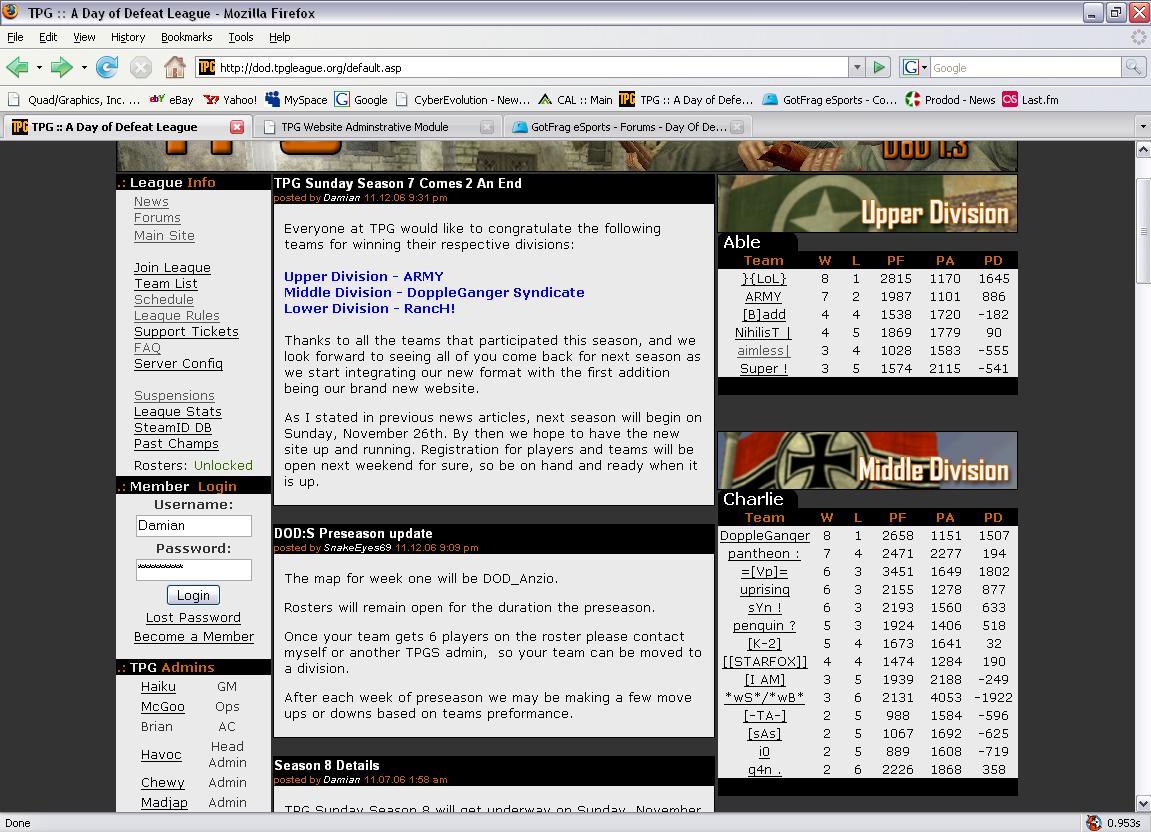 TPG :: A Day of Defeat League - Mozilla Firefox
File Edit View History Bookmarks Tools Help
TPG http://dod.tpgleague.org/default.asp G Google
Quad/Graphics, Inc. ... eBay Yahoo! MySpace Google CyberEvolution - New... CAL :: Main TPG :: A Day of Defe... GotFrag eSports - Co... Prodod - News Last.fm
TPG :: A Day of Defeat League TPG Website Adminstrative Module GotFrag eSports - Forums - Day Of De...
DoD 1.3
.: League Info
News
Forums
Main Site
Join League
Team List
Schedule
League Rules
Support Tickets
FAQ
Server Config
Suspensions
League Stats
SteamID DB
Past Champs
Rosters: Unlocked
.: Member Login
Username:
Damian
Password:
**********
Login
Lost Password
Become a Member
.: TPG Admins
Haiku GM
McGoo Ops
Brian AC
Havoc Head Admin
Chewy Admin
Madjap Admin
TPG Sunday Season 7 Comes 2 An End
posted by Damian 11.12.06 9:31 pm
Everyone at TPG would like to congratulate the following
teams for winning their respective divisions:
Upper Division - ARMY
Middle Division - DoppleGanger Syndicate
Lower Division - RancH!
Thanks to all the teams that participated this season, and we
look forward to seeing all of you come back for next season as
we start integrating our new format with the first addition
being our brand new website.
As I stated in previous news articles, next season will begin on
Sunday, November 26th. By then we hope to have the new
site up and running. Registration for players and teams will be
open next weekend for sure, so be on hand and ready when it
is up.
DOD:S Preseason update
posted by SnakeEyes69 11.12.06 9:09 pm
The map for week one will be DOD_Anzio.
Rosters will remain open for the duration the preseason.
Once your team gets 6 players on the roster please contact
myself or another TPGS admin, so your team can be moved to
a division.
After each week of preseason we may be making a few move
ups or downs based on teams preformance.
Season 8 Details
posted by Damian 11.07.06 1:58 am
TPG Sunday Season 8 will get underway on Sunday, November
Upper Division
Able
Team W L PF PA PD
}{LoL} 8 1 2815 1170 1645
ARMY 7 2 1987 1101 886
[B]add 4 4 1538 1720 -182
NihilisT | 4 5 1869 1779 90
aimless| 3 4 1028 1583 -555
Super ! 3 5 1574 2115 -541
Middle Division
Charlie
Team W L PF PA PD
DoppleGanger 8 1 2658 1151 1507
pantheon : 7 4 2471 2277 194
=[Vp]= 6 3 3451 1649 1802
uprising 6 3 2155 1278 877
sYn ! 6 3 2193 1560 633
penguin ? 5 3 1924 1406 518
[K-2] 5 4 1673 1641 32
[[STARFOX]] 4 4 1474 1284 190
[I AM] 3 5 1939 2188 -249
*wS*/*wB* 3 6 2131 4053 -1922
[-TA-] 2 5 988 1584 -596
[sAs] 2 5 1067 1692 -625
i0 2 5 889 1608 -719
g4n . 2 6 2226 1868 358
Done 0.953s